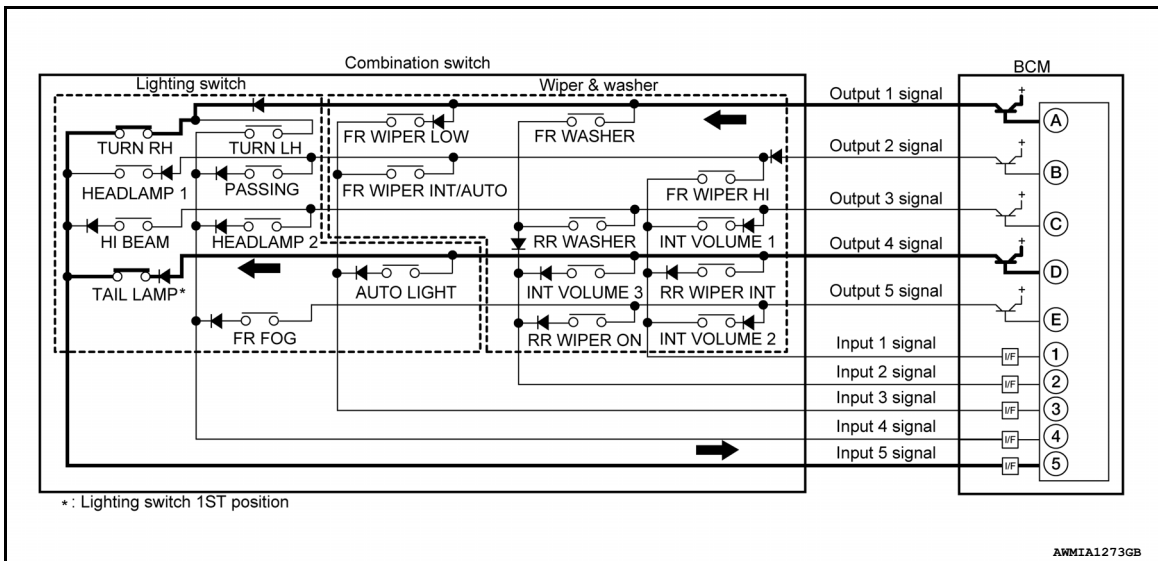 Combination switch
BCM
Lighting switch
Wiper & washer
Output 1 signal
+
A
TURN RH
TURN LH
FR WIPER LOW
FR WASHER
Output 2 signal
+
B
HEADLAMP 1
PASSING
FR WIPER INT/AUTO
FR WIPER HI
Output 3 signal
+
C
HI BEAM
HEADLAMP 2
RR WASHER
INT VOLUME 1
Output 4 signal
+
D
TAIL LAMP*
AUTO LIGHT
INT VOLUME 3
RR WIPER INT
Output 5 signal
+
E
FR FOG
RR WIPER ON
INT VOLUME 2
Input 1 signal
I/F
1
Input 2 signal
I/F
2
Input 3 signal
I/F
3
Input 4 signal
I/F
4
Input 5 signal
I/F
5
* : Lighting switch 1ST position
AWMIA1273GB